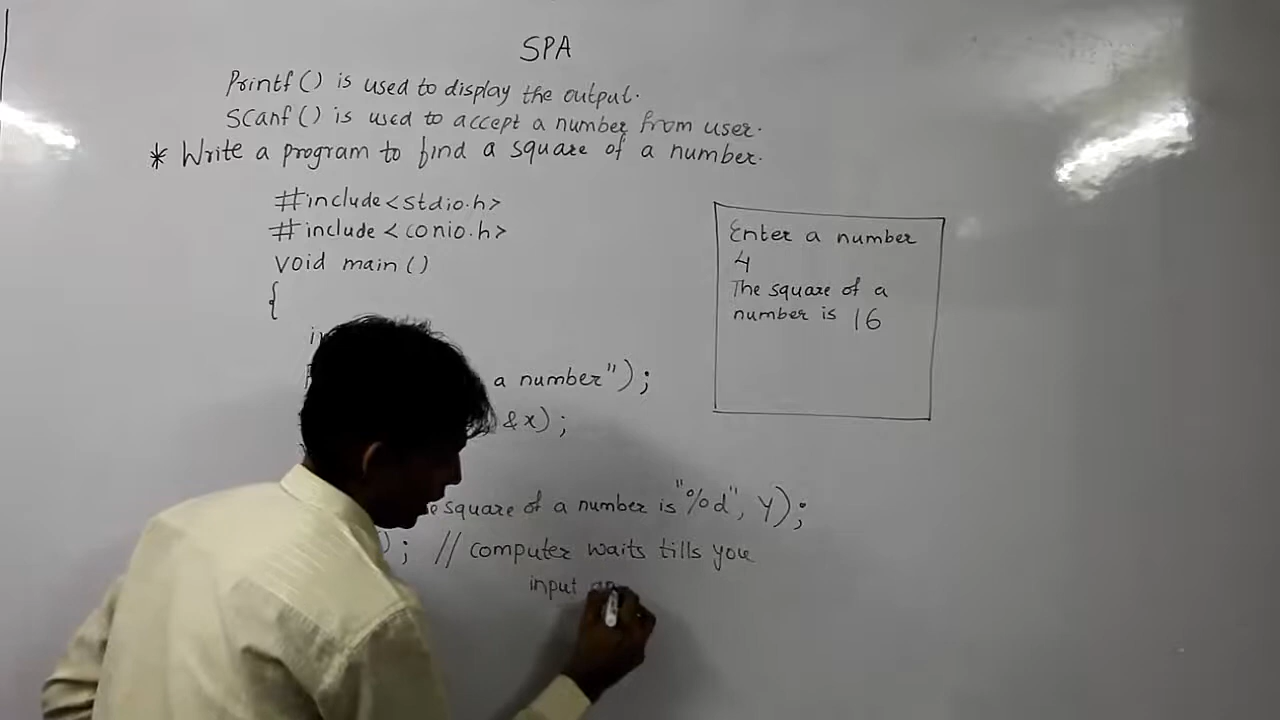 SPA
Printf() is used to display the output.
Scanf() is used to accept a number from user.
* Write a program to find a square of a number.
#include<stdio.h>
#include<conio.h>
void main()
{
a number");
&x);
square of a number is "%d", y);
); // computer waits tills you
input
Enter a number
4
The square of a
number is 16